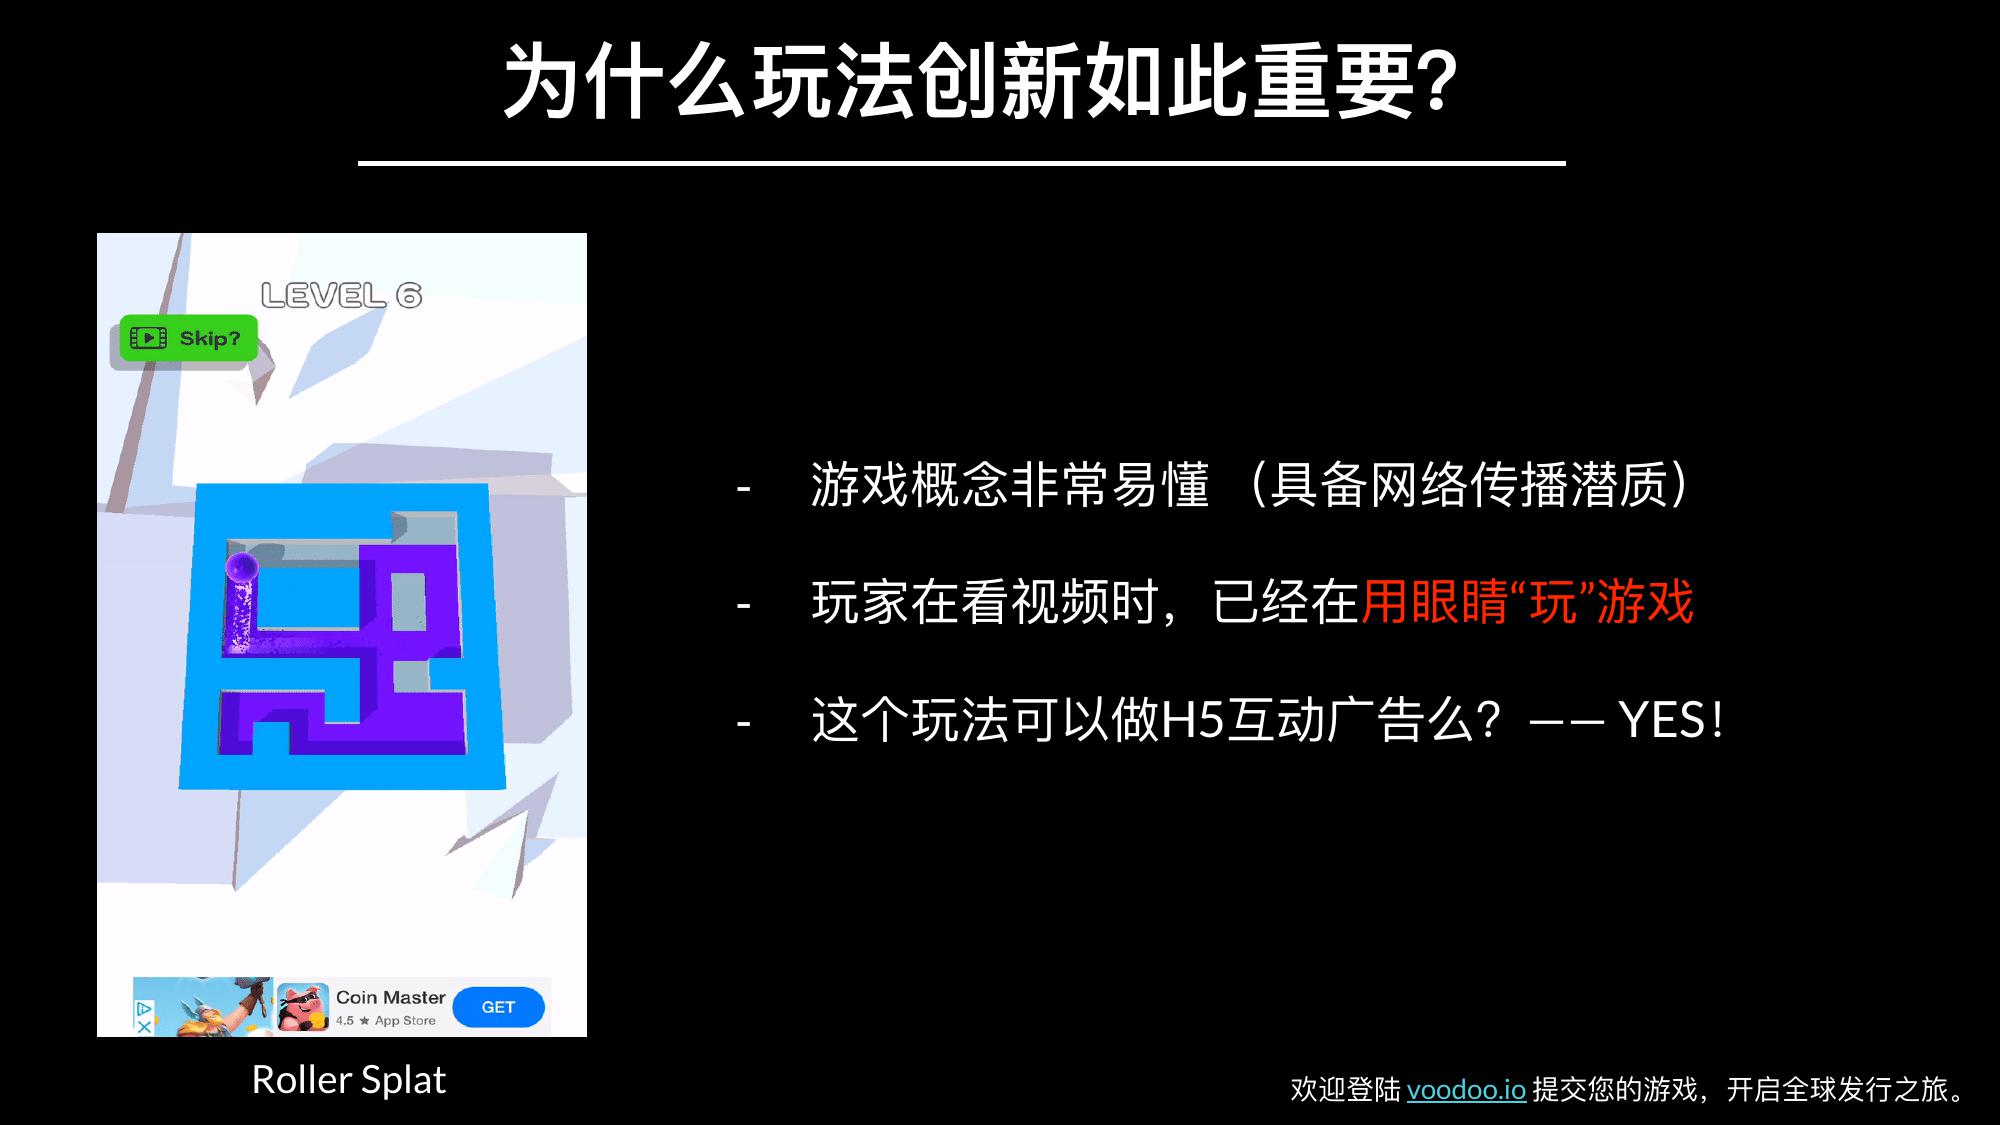 为什么玩法创新如此重要?
LEVEL 6
Skip?
- 游戏概念非常易懂 （具备网络传播潜质）
- 玩家在看视频时，已经在用眼睛“玩”游戏
- 这个玩法可以做H5互动广告么？—— YES！
Coin Master
4.5 ★ App Store
GET
Roller Splat
欢迎登陆 voodoo.io 提交您的游戏，开启全球发行之旅。